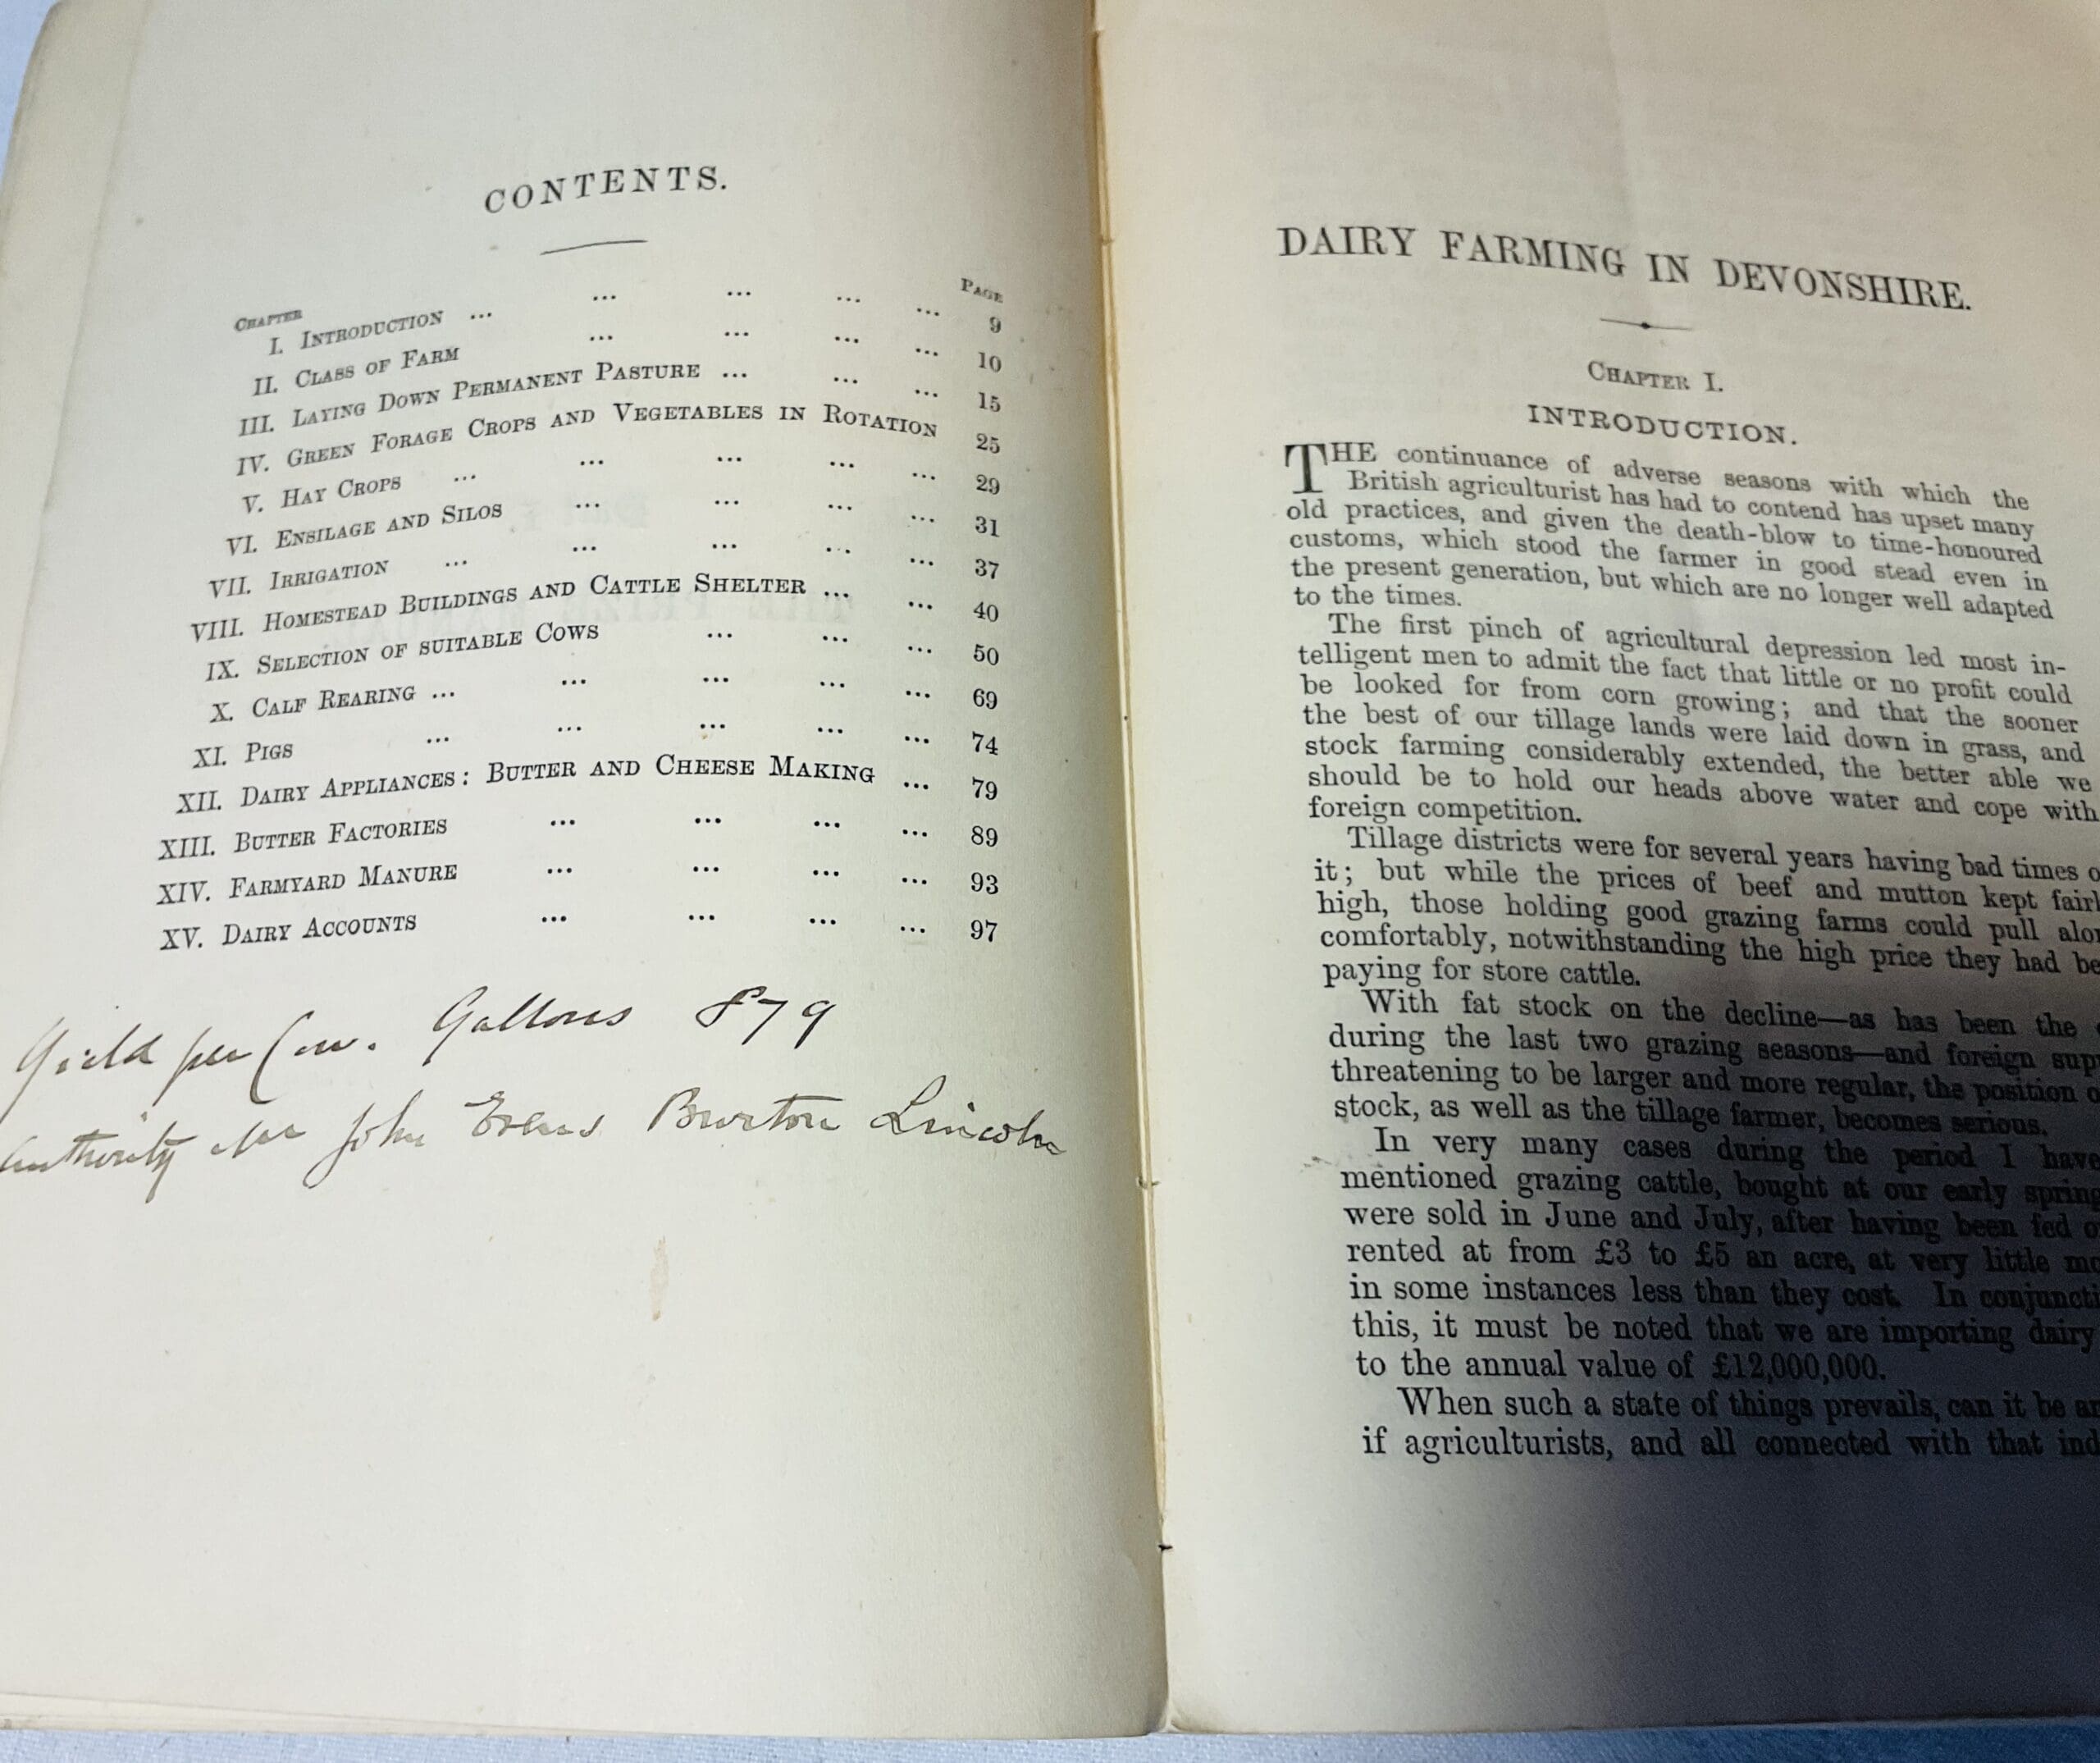 CONTENTS.
CHAPTER PAGE
I. INTRODUCTION ... ... ... ... ... 9
II. CLASS OF FARM ... ... ... ... 10
III. LAYING DOWN PERMANENT PASTURE ... ... ... 15
IV. GREEN FORAGE CROPS AND VEGETABLES IN ROTATION 25
V. HAY CROPS ... ... ... ... ... 29
VI. ENSILAGE AND SILOS ... ... ... ... 31
VII. IRRIGATION ... ... ... ... ... 37
VIII. HOMESTEAD BUILDINGS AND CATTLE SHELTER ... ... 40
IX. SELECTION OF SUITABLE COWS ... ... ... 50
X. CALF REARING ... ... ... ... ... 69
XI. PIGS ... ... ... ... ... 74
XII. DAIRY APPLIANCES: BUTTER AND CHEESE MAKING ... 79
XIII. BUTTER FACTORIES ... ... ... ... 89
XIV. FARMYARD MANURE ... ... ... ... 93
XV. DAIRY ACCOUNTS ... ... ... ... 97
Yield per Cow. Gallons 879
Authority Mr John Evens Burton Lincoln
DAIRY FARMING IN DEVONSHIRE.
CHAPTER I.
INTRODUCTION.
THE continuance of adverse seasons with which the
British agriculturist has had to contend has upset many
old practices, and given the death-blow to time-honoured
customs, which stood the farmer in good stead even in
the present generation, but which are no longer well adapted
to the times.
The first pinch of agricultural depression led most in-
telligent men to admit the fact that little or no profit could
be looked for from corn growing; and that the sooner
the best of our tillage lands were laid down in grass, and
stock farming considerably extended, the better able we
should be to hold our heads above water and cope with
foreign competition.
Tillage districts were for several years having bad times o
it; but while the prices of beef and mutton kept fairl
high, those holding good grazing farms could pull alon
comfortably, notwithstanding the high price they had be
paying for store cattle.
With fat stock on the decline—as has been the
during the last two grazing seasons—and foreign sup
threatening to be larger and more regular, the position o
stock, as well as the tillage farmer, becomes serious.
In very many cases during the period I have
mentioned grazing cattle, bought at our early spring
were sold in June and July, after having been fed o
rented at from £3 to £5 an acre, at very little mo
in some instances less than they cost. In conjuncti
this, it must be noted that we are importing dairy
to the annual value of £12,000,000.
When such a state of things prevails, can it be
if agriculturists, and all connected with that ind